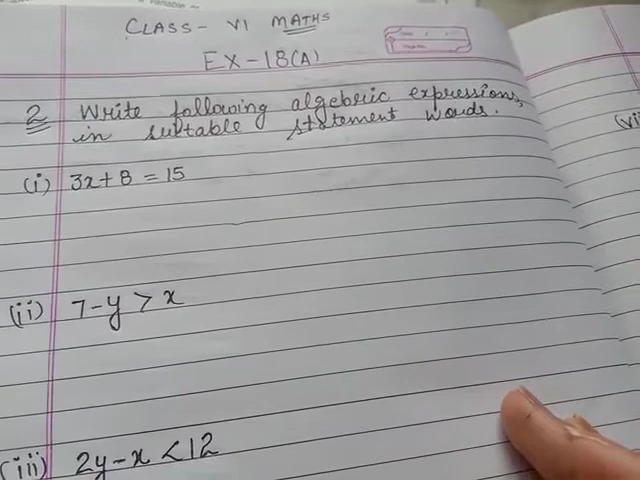 CLASS- VI MATHS
EX-18(A)
2 Write following algebric expressions,
in suitable statement words.
(i) 3x+8 = 15
(ii) 7-y > x
(iii) 2y-x <12
(vi